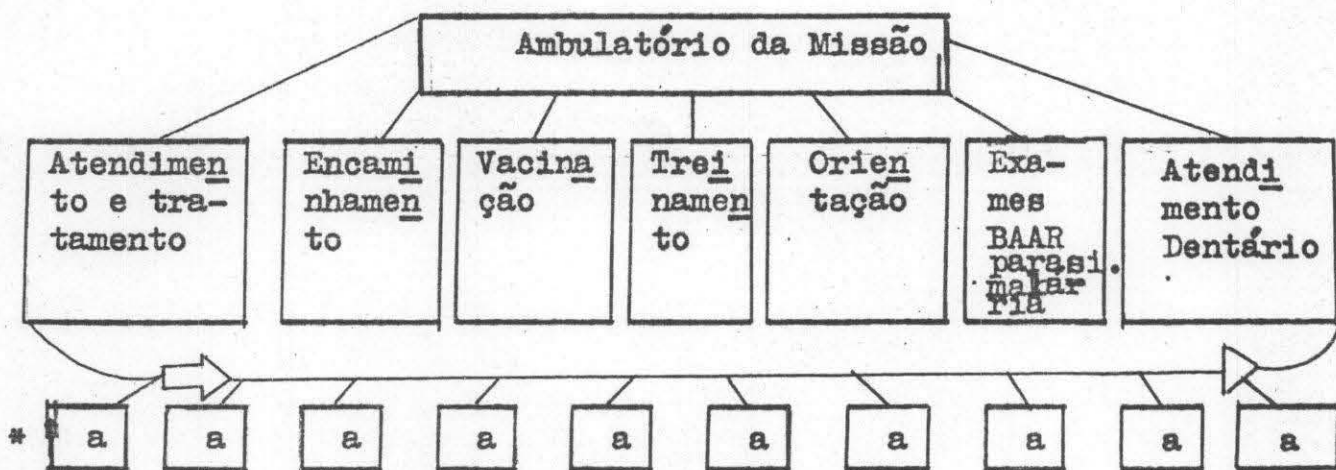 Ambulatório da Missão
Atendimen
to e tra-
tamento
Encami
nhamen
to
Vacina
ção
Trei
namen
to
Orien
tação
Exa-
mes
BAAR
parasi.
ria
Atendi
mento
Dentário
* a a a a a a a a a a